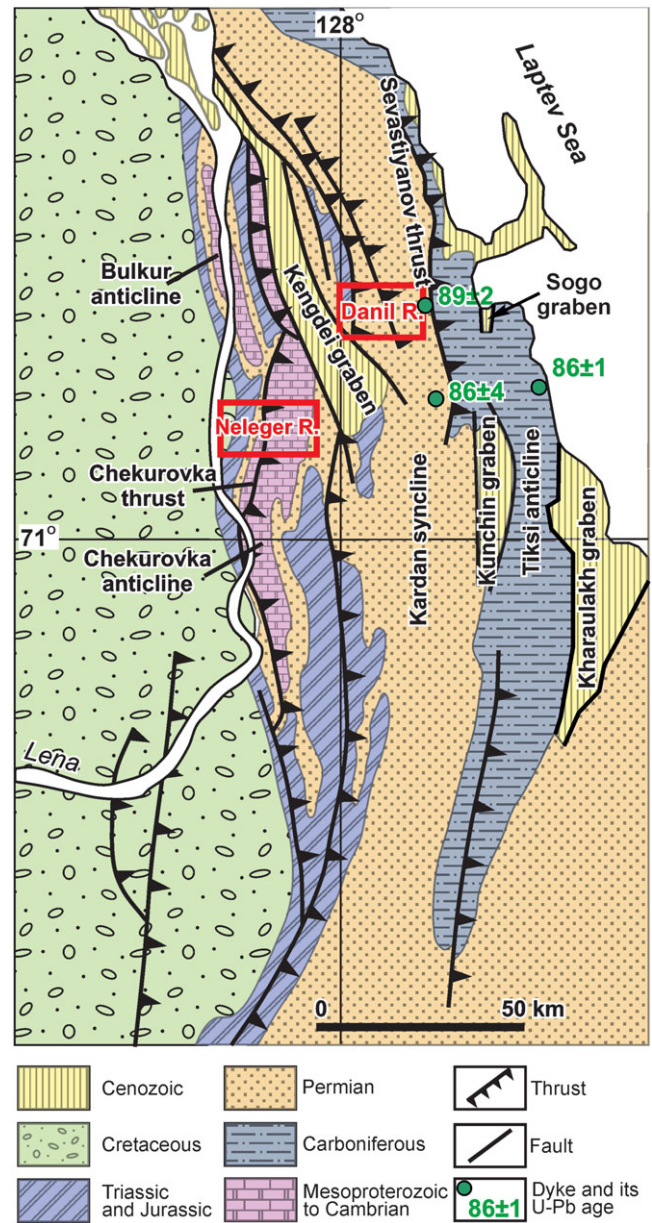 128°
Laptev Sea
Sevastiyanov thrust
Bulkur
anticline
Kengdei graben
Danil R.
89±2
Sogo
graben
86±1
86±4
Neleger R.
Chekurovka
thrust
Kardan syncline
Kunchin graben
Tiksi anticline
71°
Chekurovka
anticline
Kharaulakh graben
Lena
0 50 km
Cenozoic
Permian
Thrust
Cretaceous
Carboniferous
Fault
Triassic
and Jurassic
Mesoproterozoic
to Cambrian
86±1
Dyke and its
U-Pb age